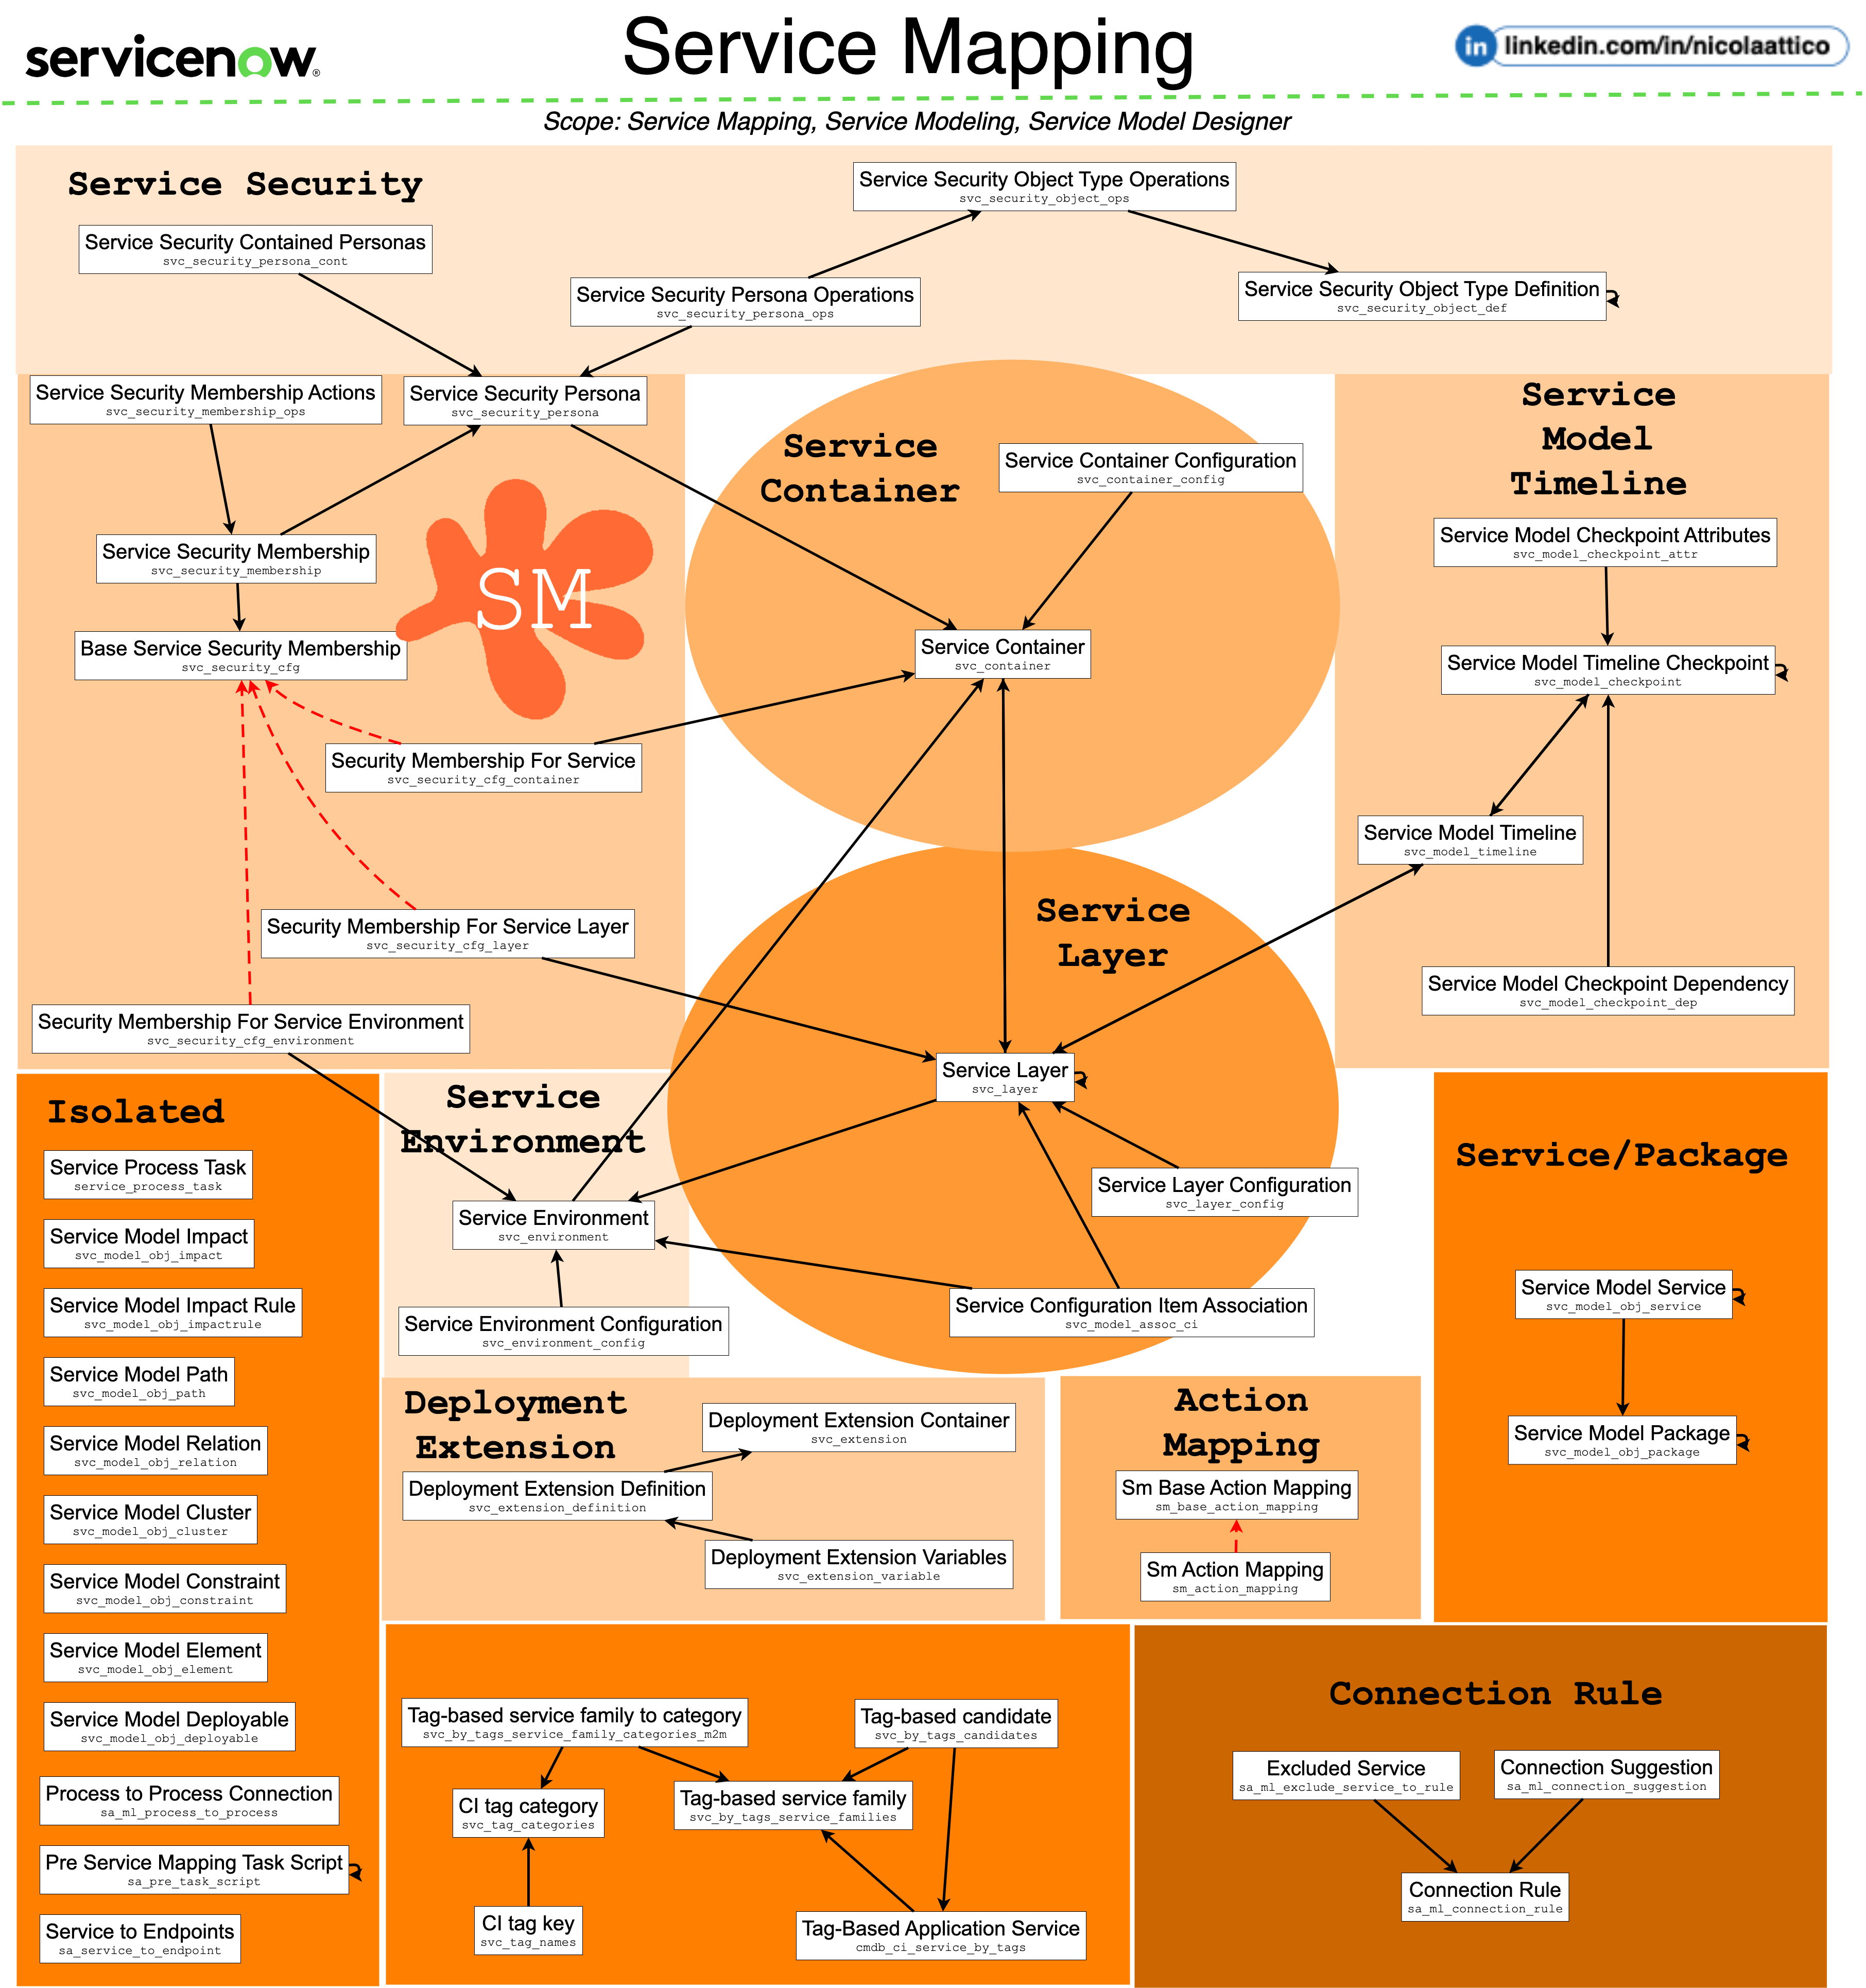 servicenow®
Service Mapping
in linkedin.com/in/nicolaattico
Scope: Service Mapping, Service Modeling, Service Model Designer
Service Security
Service Security Object Type Operations
svc_security_object_ops
Service Security Contained Personas
svc_security_persona_cont
Service Security Persona Operations
svc_security_persona_ops
Service Security Object Type Definition
svc_security_object_def
Service Security Membership Actions
svc_security_membership_ops
Service Security Persona
svc_security_persona
Service Security Membership
svc_security_membership
SM
Base Service Security Membership
svc_security_cfg
Security Membership For Service
svc_security_cfg_container
Security Membership For Service Layer
svc_security_cfg_layer
Security Membership For Service Environment
svc_security_cfg_environment
Service
Container
Service Container Configuration
svc_container_config
Service Container
svc_container
Service
Model
Timeline
Service Model Checkpoint Attributes
svc_model_checkpoint_attr
Service Model Timeline Checkpoint
svc_model_checkpoint
Service Model Timeline
svc_model_timeline
Service Model Checkpoint Dependency
svc_model_checkpoint_dep
Service
Layer
Service Layer
svc_layer
Service Layer Configuration
svc_layer_config
Service Configuration Item Association
svc_model_assoc_ci
Service
Environment
Service Environment
svc_environment
Service Environment Configuration
svc_environment_config
Isolated
Service Process Task
service_process_task
Service Model Impact
svc_model_obj_impact
Service Model Impact Rule
svc_model_obj_impactrule
Service Model Path
svc_model_obj_path
Service Model Relation
svc_model_obj_relation
Service Model Cluster
svc_model_obj_cluster
Service Model Constraint
svc_model_obj_constraint
Service Model Element
svc_model_obj_element
Service Model Deployable
svc_model_obj_deployable
Process to Process Connection
sa_ml_process_to_process
Pre Service Mapping Task Script
sa_pre_task_script
Service to Endpoints
sa_service_to_endpoint
Service/Package
Service Model Service
svc_model_obj_service
Service Model Package
svc_model_obj_package
Deployment
Extension
Deployment Extension Container
svc_extension
Deployment Extension Definition
svc_extension_definition
Deployment Extension Variables
svc_extension_variable
Action
Mapping
Sm Base Action Mapping
sm_base_action_mapping
Sm Action Mapping
sm_action_mapping
Tag-based service family to category
svc_by_tags_service_family_categories_m2m
Tag-based candidate
svc_by_tags_candidates
CI tag category
svc_tag_categories
Tag-based service family
svc_by_tags_service_families
CI tag key
svc_tag_names
Tag-Based Application Service
cmdb_ci_service_by_tags
Connection Rule
Excluded Service
sa_ml_exclude_service_to_rule
Connection Suggestion
sa_ml_connection_suggestion
Connection Rule
sa_ml_connection_rule